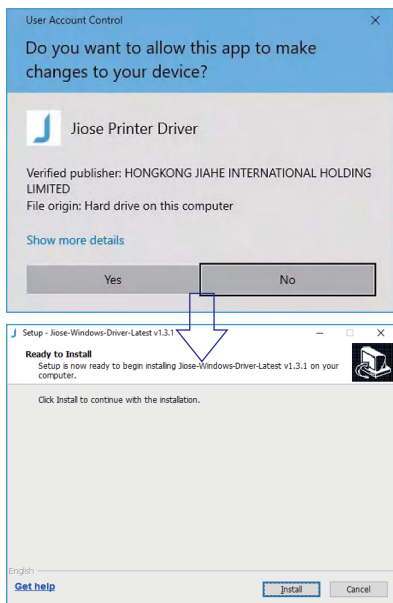 User Account Control
Do you want to allow this app to make
changes to your device?
Jiose Printer Driver
Verified publisher: HONGKONG JIAHE INTERNATIONAL HOLDING
LIMITED
File origin: Hard drive on this computer
Show more details
Yes No
Setup - Jiose-Windows-Driver-Latest v1.3.1
Ready to Install
Setup is now ready to begin installing Jiose-Windows-Driver-Latest v1.3.1 on your
computer.
Click Install to continue with the installation.
English
Get help
Install Cancel